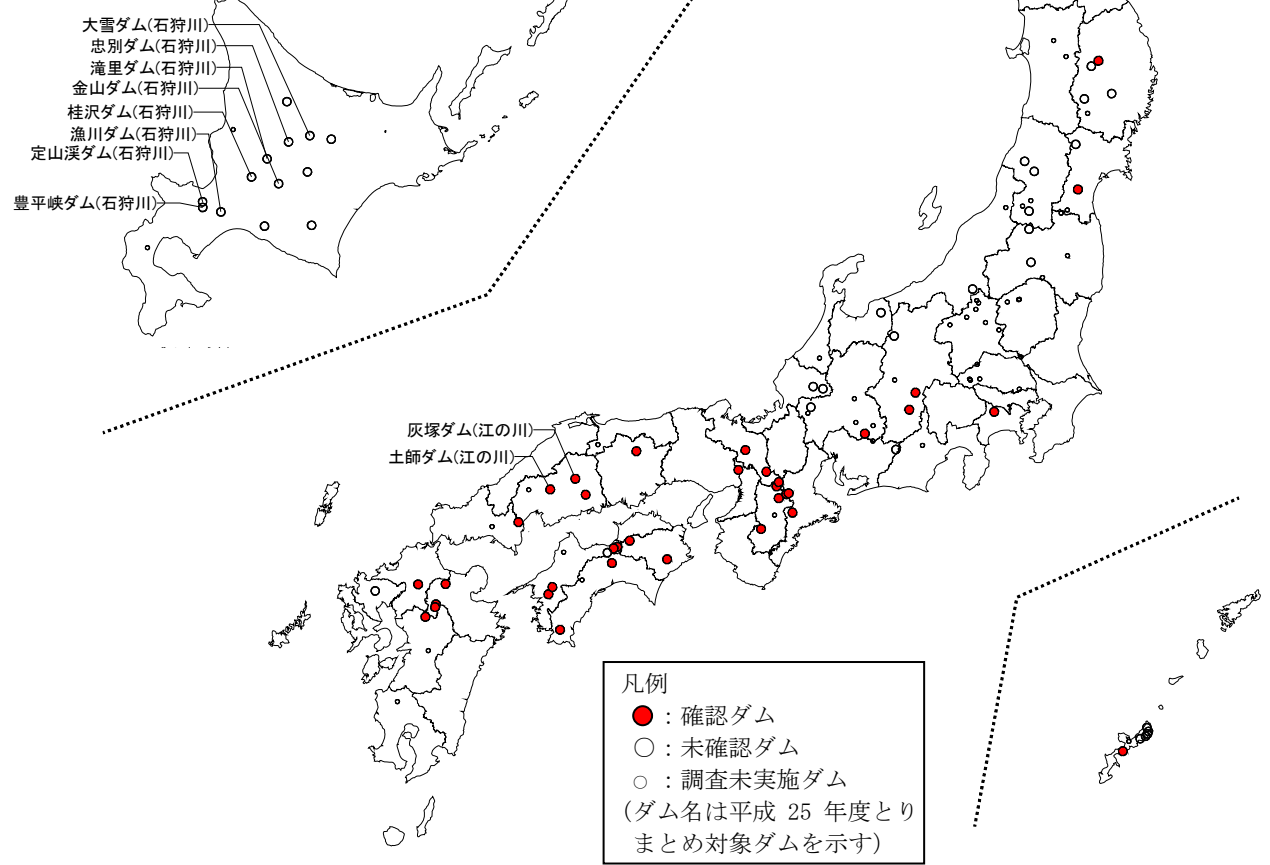 大雪ダム(石狩川)
忠別ダム(石狩川)
滝里ダム(石狩川)
金山ダム(石狩川)
桂沢ダム(石狩川)
漁川ダム(石狩川)
定山渓ダム(石狩川)
豊平峡ダム(石狩川)
灰塚ダム(江の川)
土師ダム(江の川)
凡例
：確認ダム
：未確認ダム
：調査未実施ダム
(ダム名は平成 25 年度とり
まとめ対象ダムを示す)